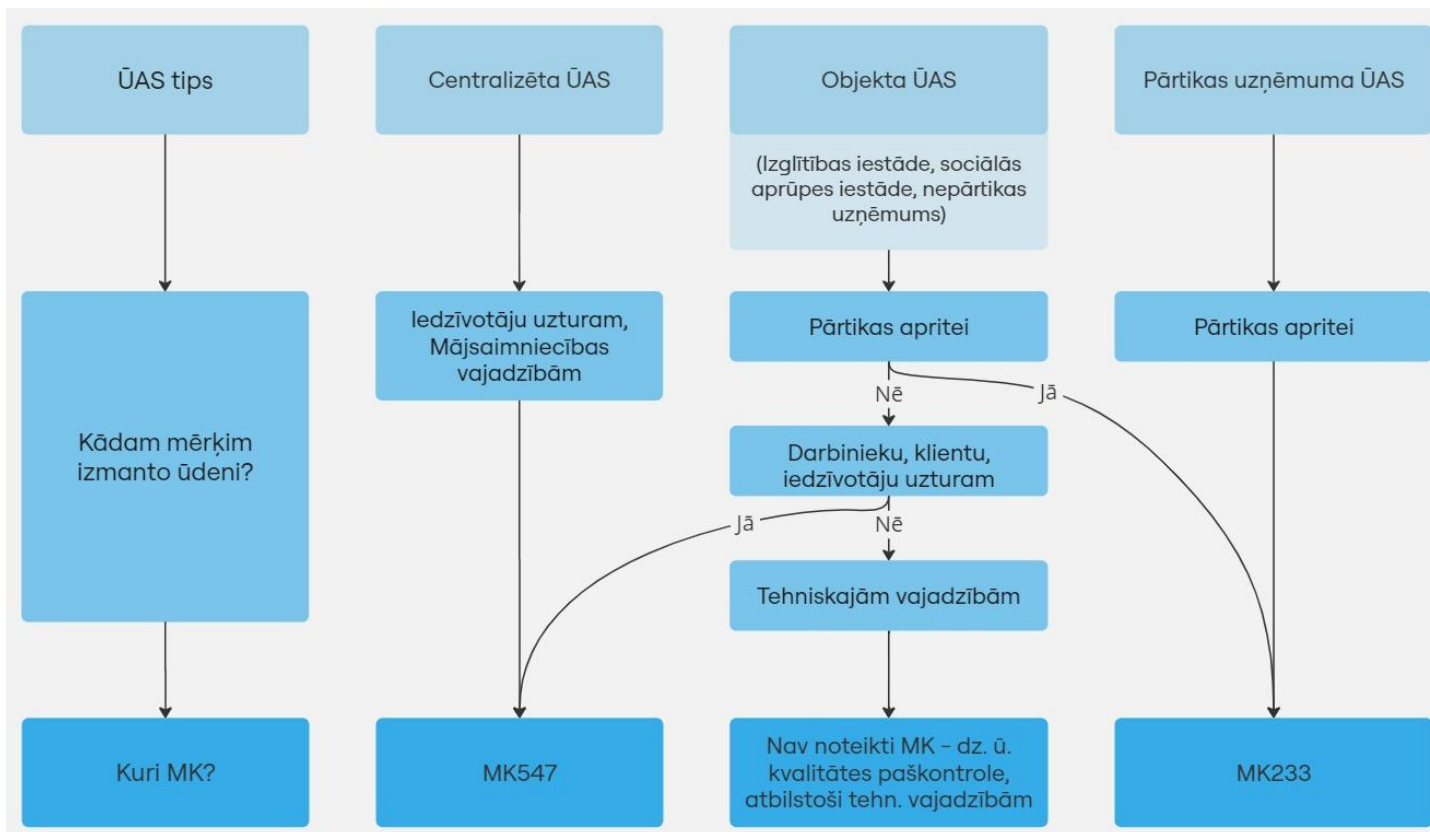 ŪAS tips
Centralizēta ŪAS
Objekta ŪAS
Pārtikas uzņēmuma ŪAS
(Izglītības iestāde, sociālās
aprūpes iestāde, nepārtikas
uzņēmums)
Kādam mērķim
izmanto ūdeni?
Iedzīvotāju uzturam,
Mājsaimniecības
vajadzībām
Pārtikas apritei
Pārtikas apritei
Nē
Jā
Darbinieku, klientu,
iedzīvotāju uzturam
Jā
Nē
Tehniskajām vajadzībām
Kuri MK?
MK547
Nav noteikti MK – dz. ū.
kvalitātes paškontrole,
atbilstoši tehn. vajadzībām
MK233